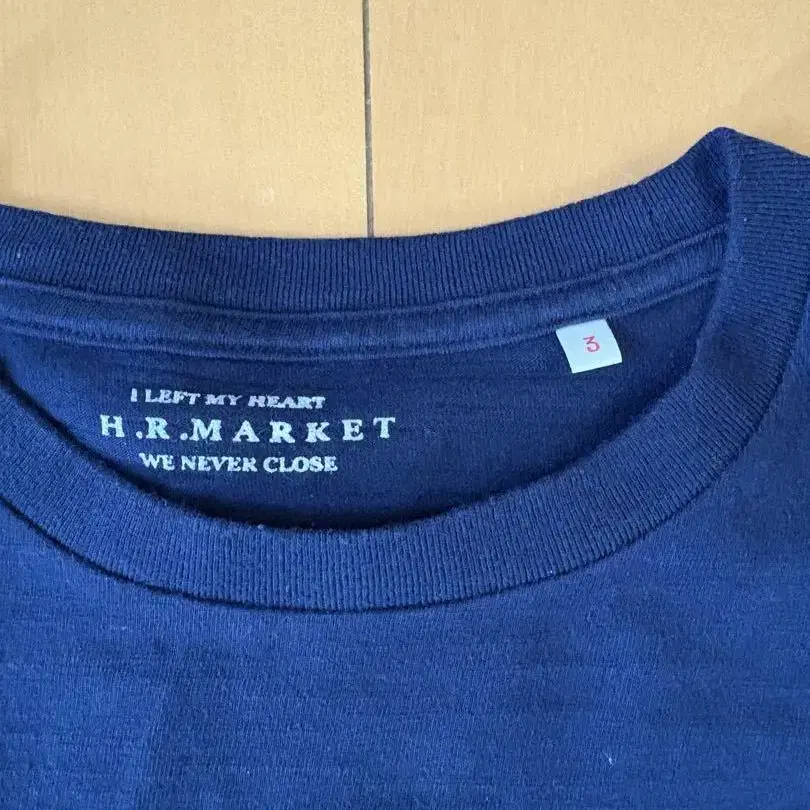 I LEFT MY HEART
H.R.MARKET
WE NEVER CLOSE
3